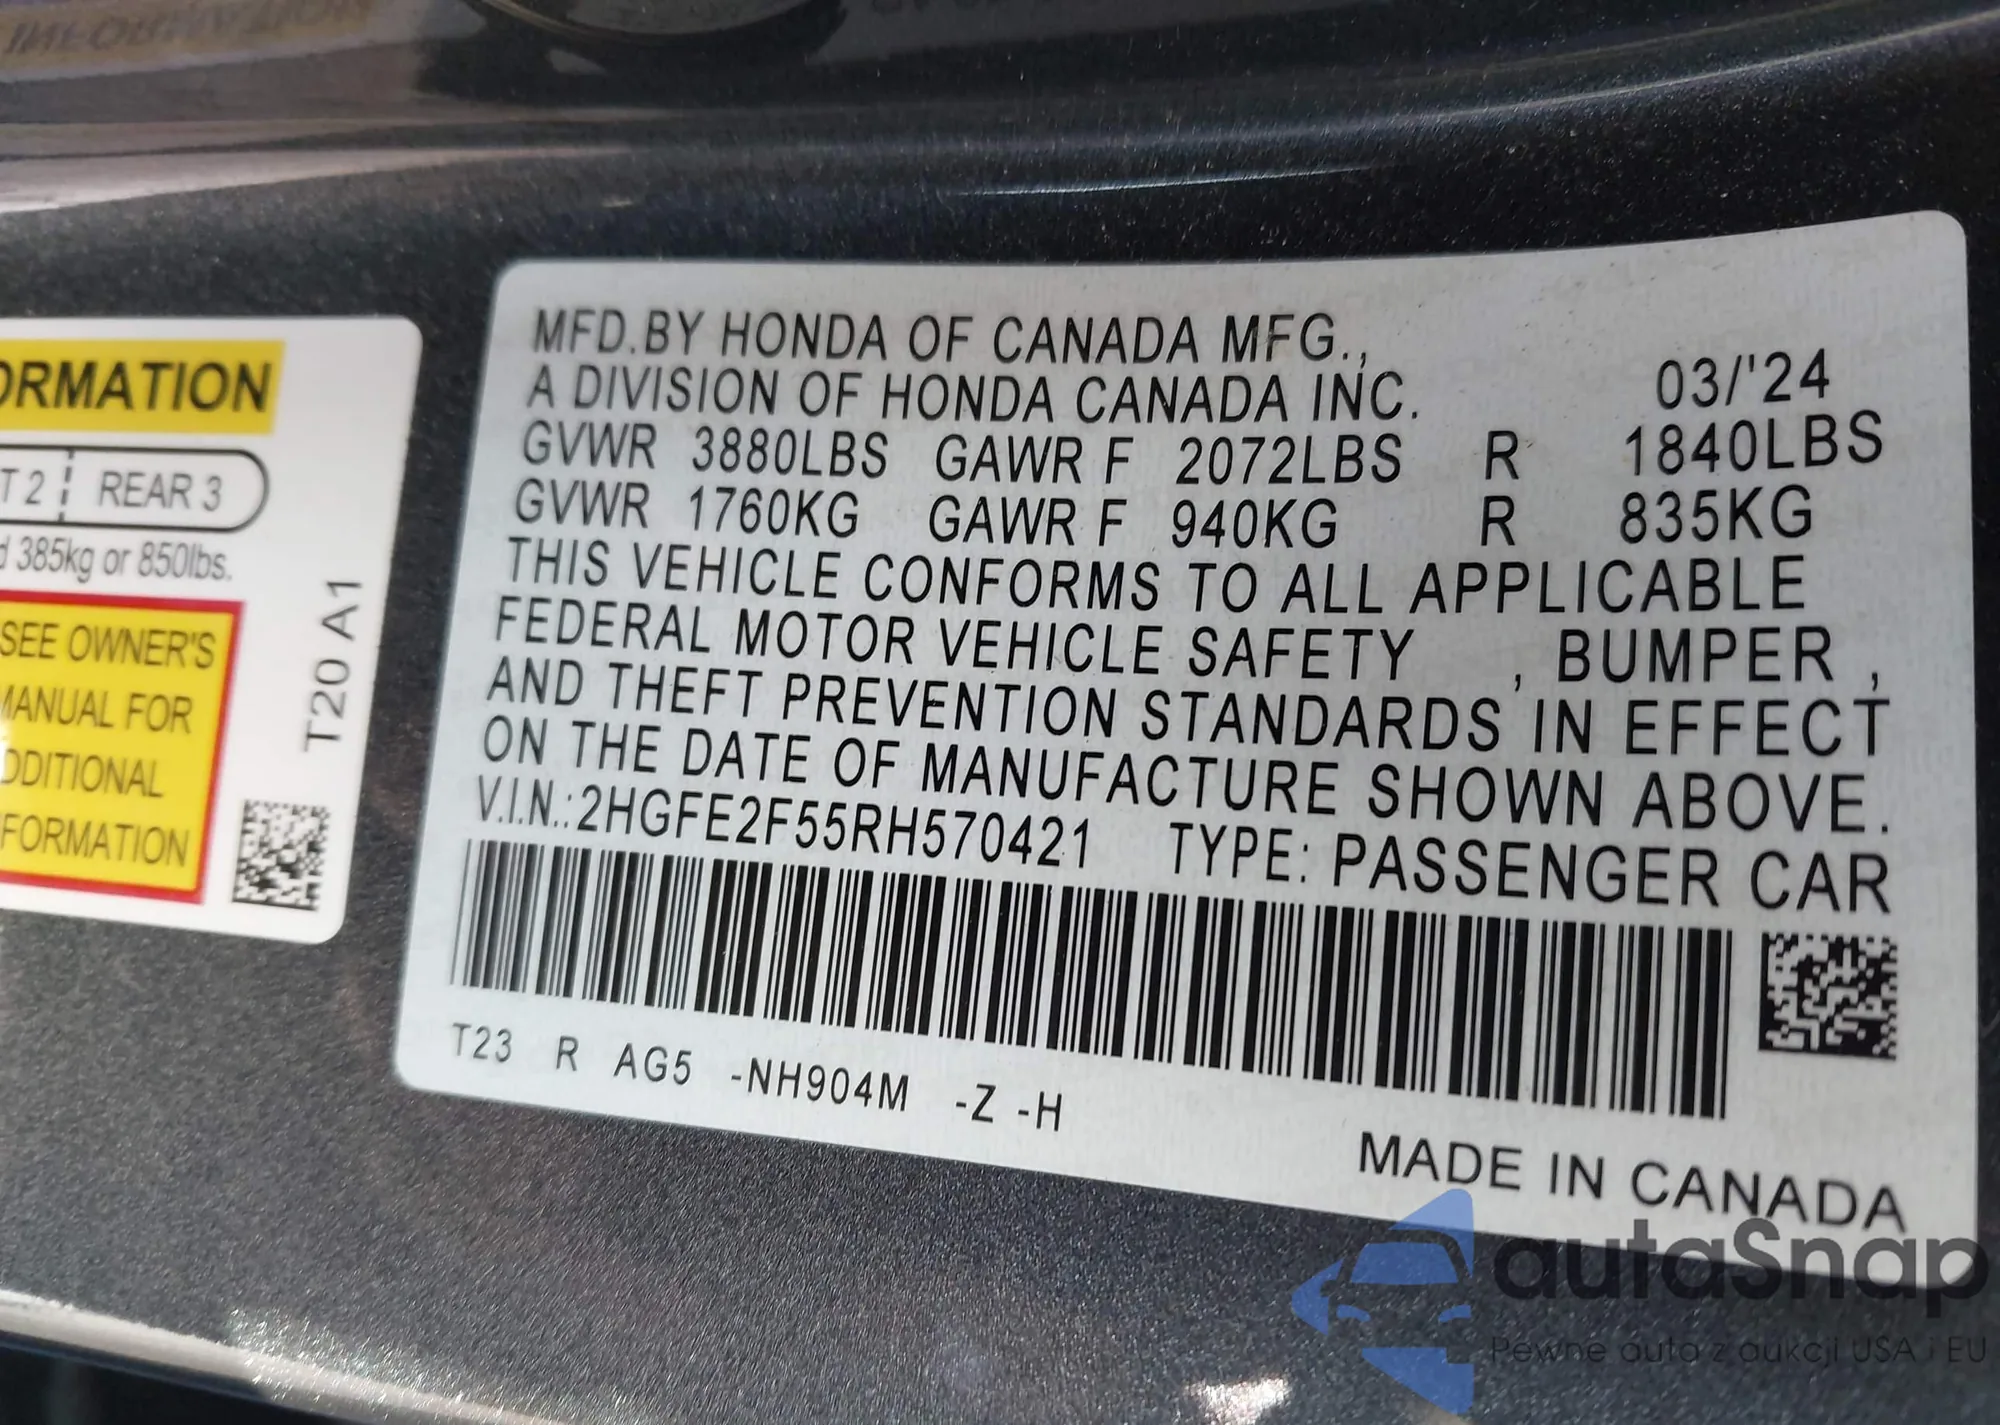 INFORMATION
ORMATION
T 2 REAR 3
d 385kg or 850lbs.
SEE OWNER'S
MANUAL FOR
DDITIONAL
FORMATION
T20 A1
MFD.BY HONDA OF CANADA MFG.,
A DIVISION OF HONDA CANADA INC. 03/'24
GVWR 3880LBS GAWR F 2072LBS R 1840LBS
GVWR 1760KG GAWR F 940KG R 835KG
THIS VEHICLE CONFORMS TO ALL APPLICABLE
FEDERAL MOTOR VEHICLE SAFETY , BUMPER ,
AND THEFT PREVENTION STANDARDS IN EFFECT
ON THE DATE OF MANUFACTURE SHOWN ABOVE.
V.I.N.:2HGFE2F55RH570421 TYPE: PASSENGER CAR
T23 R AG5 -NH904M -Z -H
MADE IN CANADA
autaSnap
Pewne auta z aukcji USA i EU